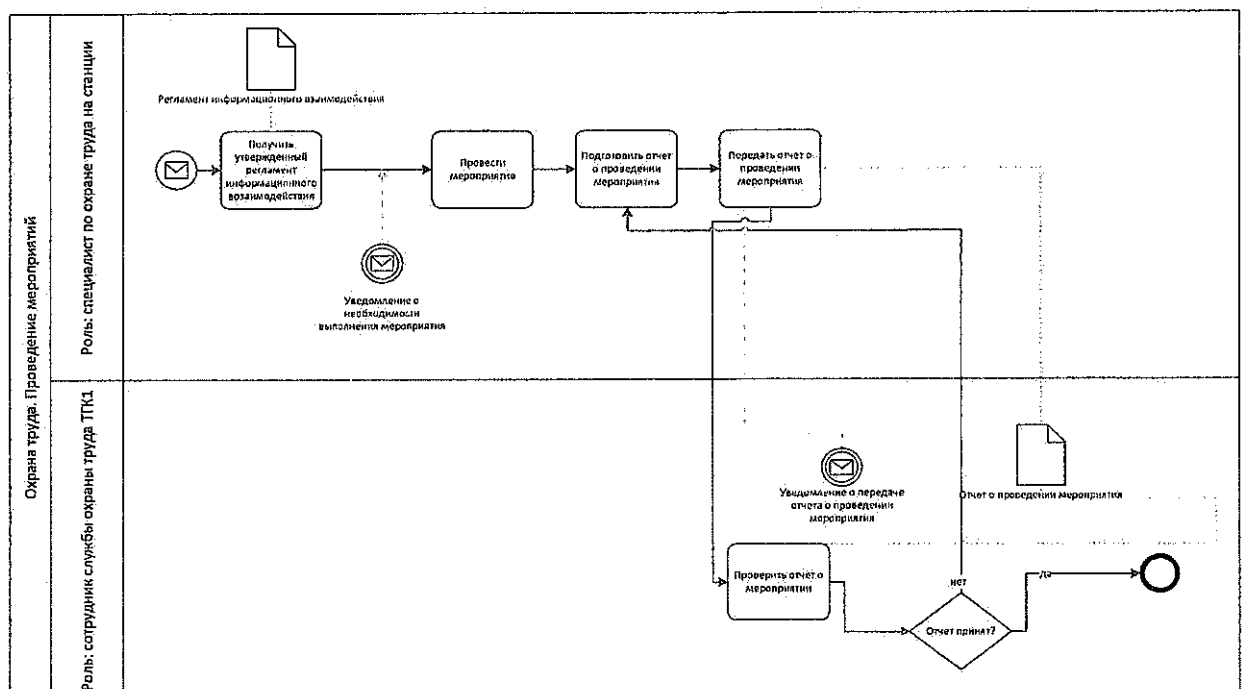 Охрана труда. Проведение мероприятий
Роль: специалист по охране труда на станции
Регламент информационного взаимодействия
Получить
утвержденный
регламент
информационного
взаимодействия
Провести
мероприятие
Подготовить отчет
о проведении
мероприятия
Передать отчет о
проведении
мероприятия
Уведомление о
необходимости
выполнения мероприятия
Роль: сотрудник службы охраны труда ТГК1
Уведомление о передаче
отчета о проведении
мероприятия
Отчет о проведении мероприятия
Проверить отчет о
мероприятии
нет
да
Отчет принят?